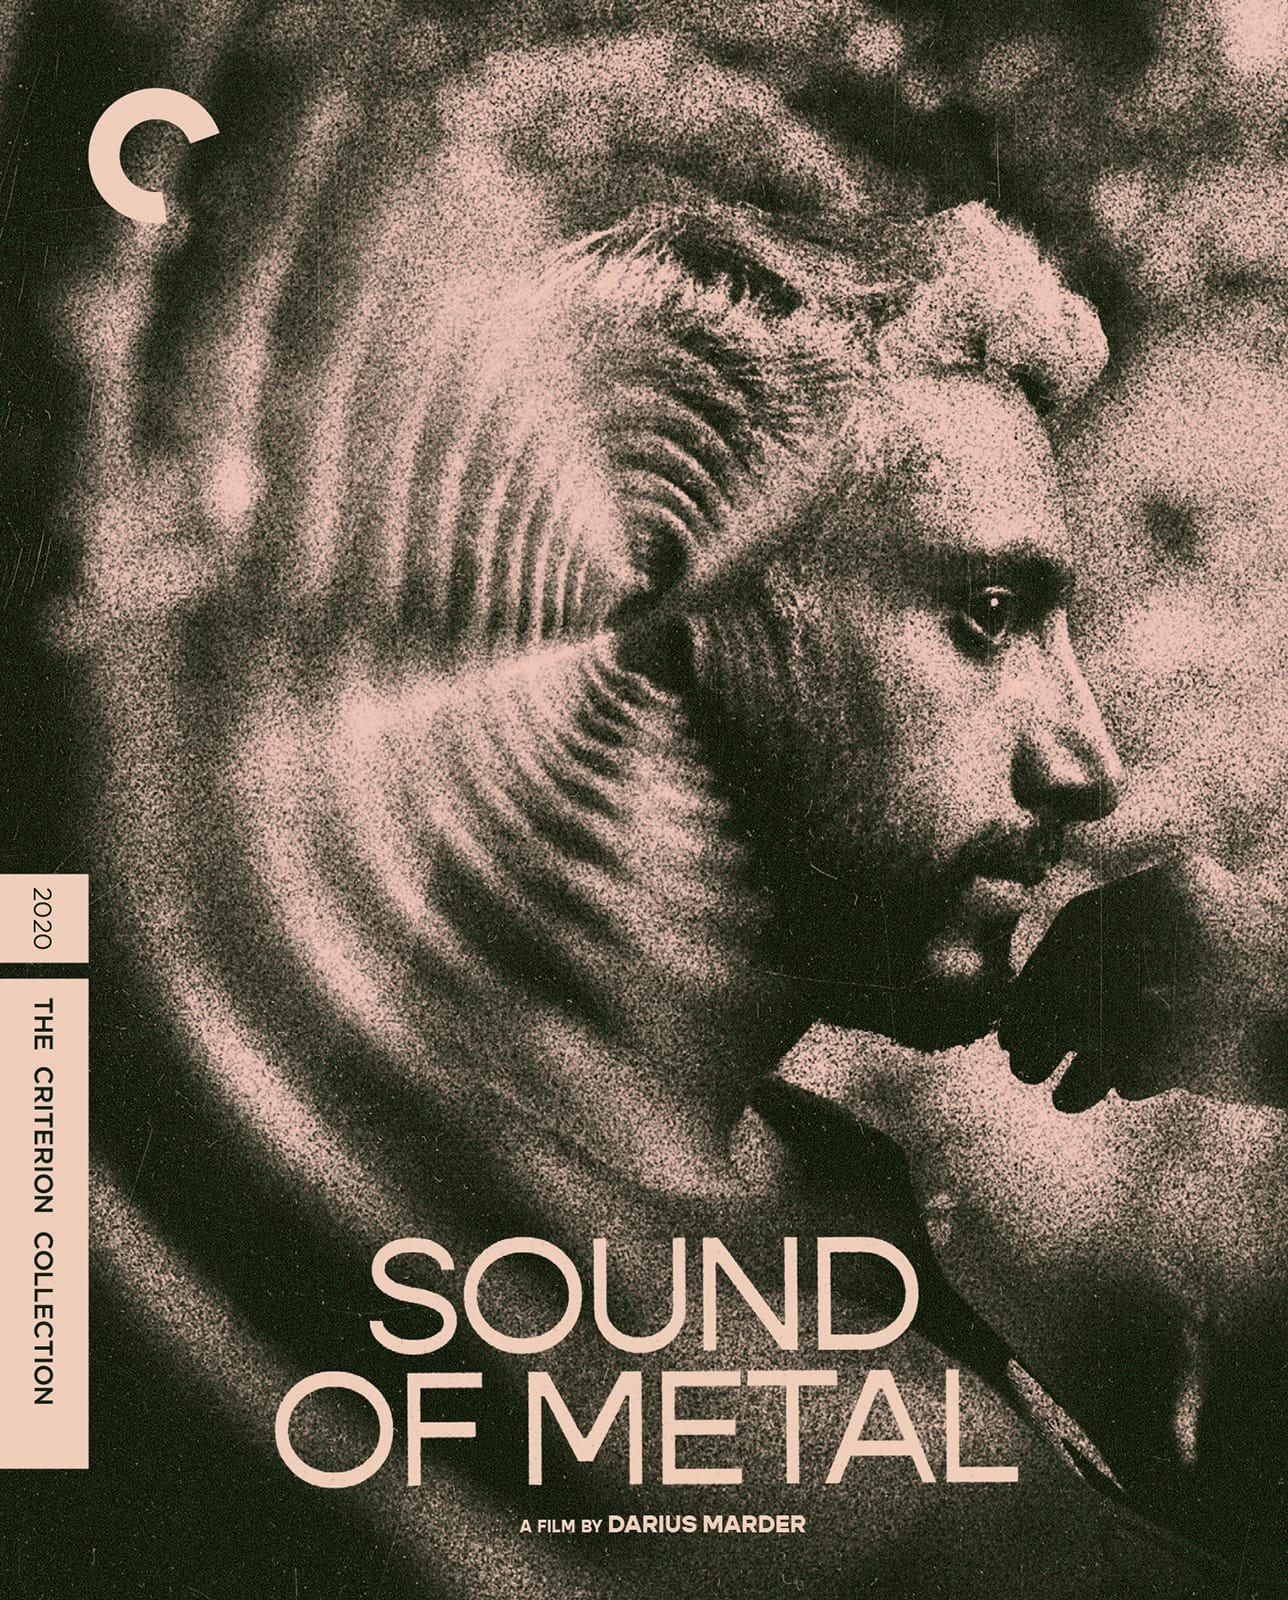 2020
THE CRITERION COLLECTION
SOUND
OF METAL
A FILM BY DARIUS MARDER